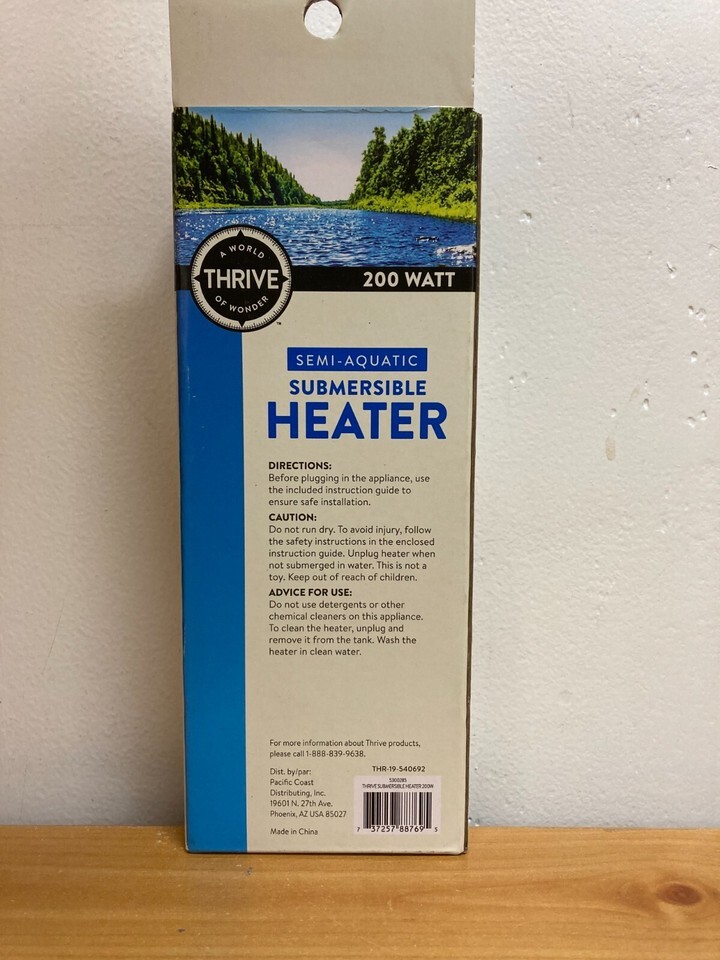 A WORLD
THRIVE
OF WONDER
™
200 WATT
SEMI-AQUATIC
SUBMERSIBLE
HEATER
DIRECTIONS:
Before plugging in the appliance, use
the included instruction guide to
ensure safe installation.
CAUTION:
Do not run dry. To avoid injury, follow
the safety instructions in the enclosed
instruction guide. Unplug heater when
not submerged in water. This is not a
toy. Keep out of reach of children.
ADVICE FOR USE:
Do not use detergents or other
chemical cleaners on this appliance.
To clean the heater, unplug and
remove it from the tank. Wash the
heater in clean water.
For more information about Thrive products,
please call 1-888-839-9638.
Dist. by/par:
Pacific Coast
Distributing, Inc.
19601 N. 27th Ave.
Phoenix, AZ USA 85027
Made in China
THR-19-540692
5300285
THRIVE SUBMERSIBLE HEATER 200W
7 37257 88769 5